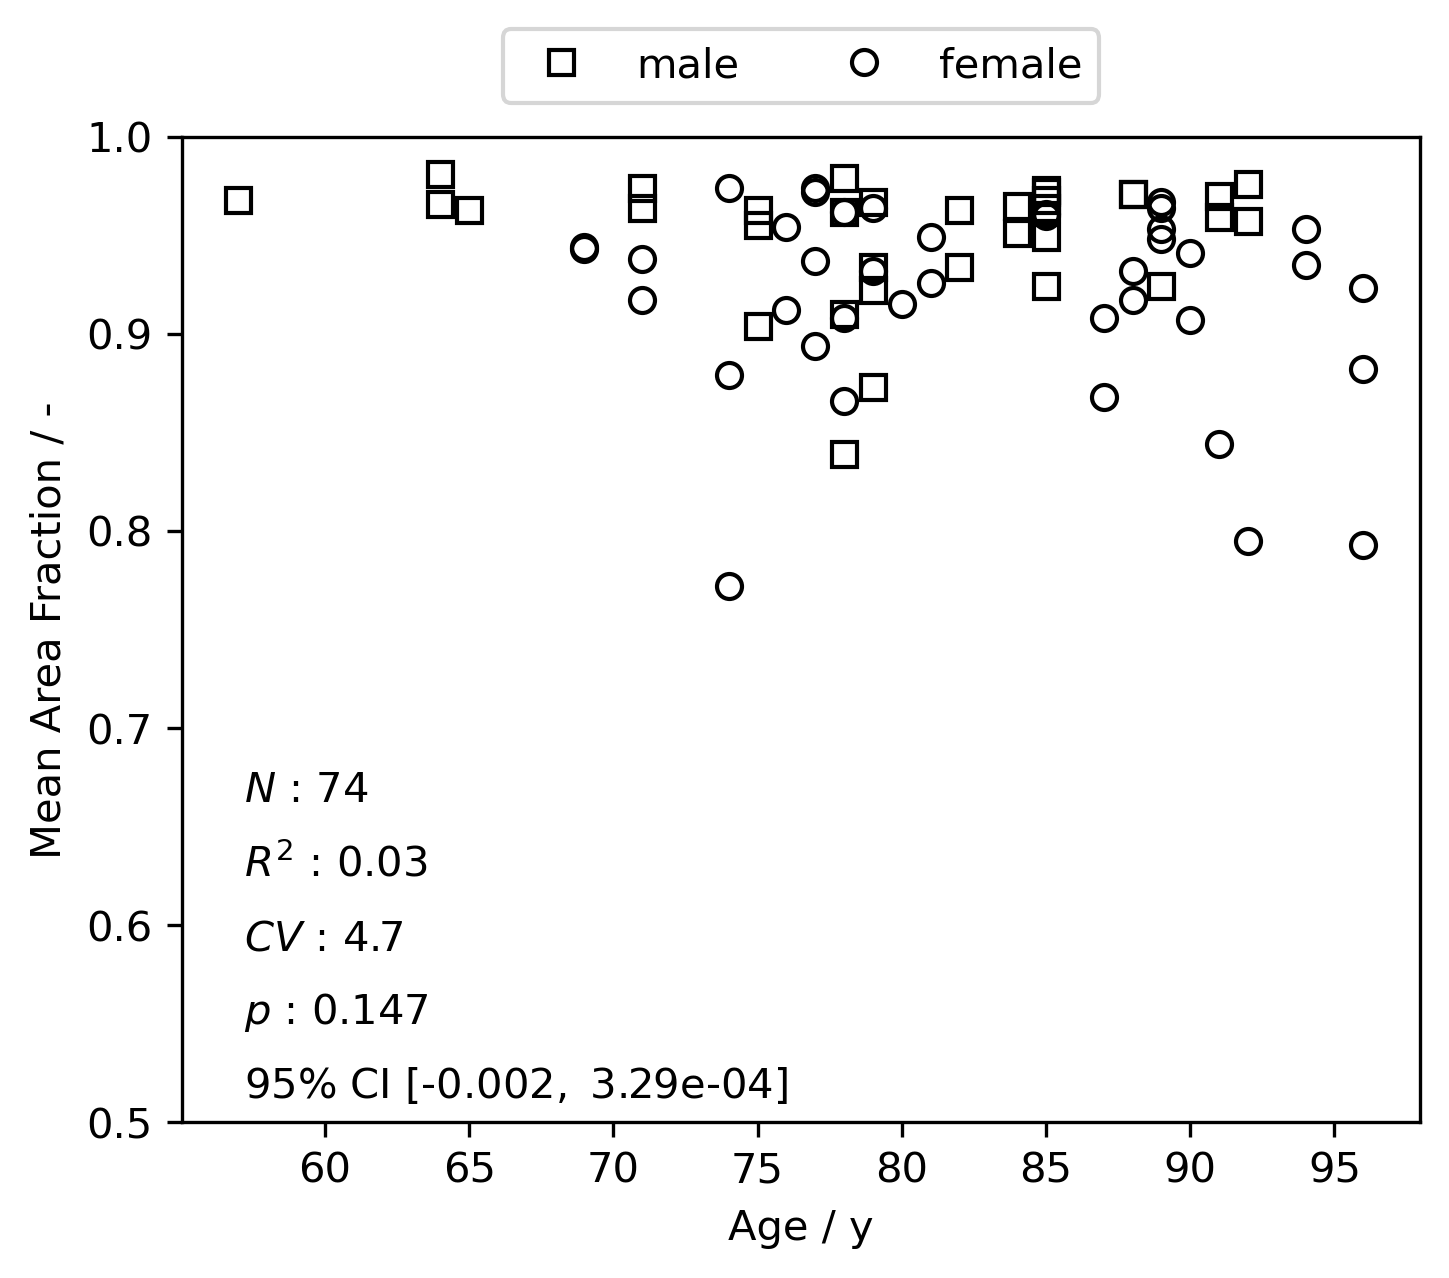 male female
1.0
0.9
0.8
0.7
0.6
0.5
Mean Area Fraction / -
N : 74
R² : 0.03
CV : 4.7
p : 0.147
95% CI [-0.002, 3.29e-04]
60 65 70 75 80 85 90 95
Age / y